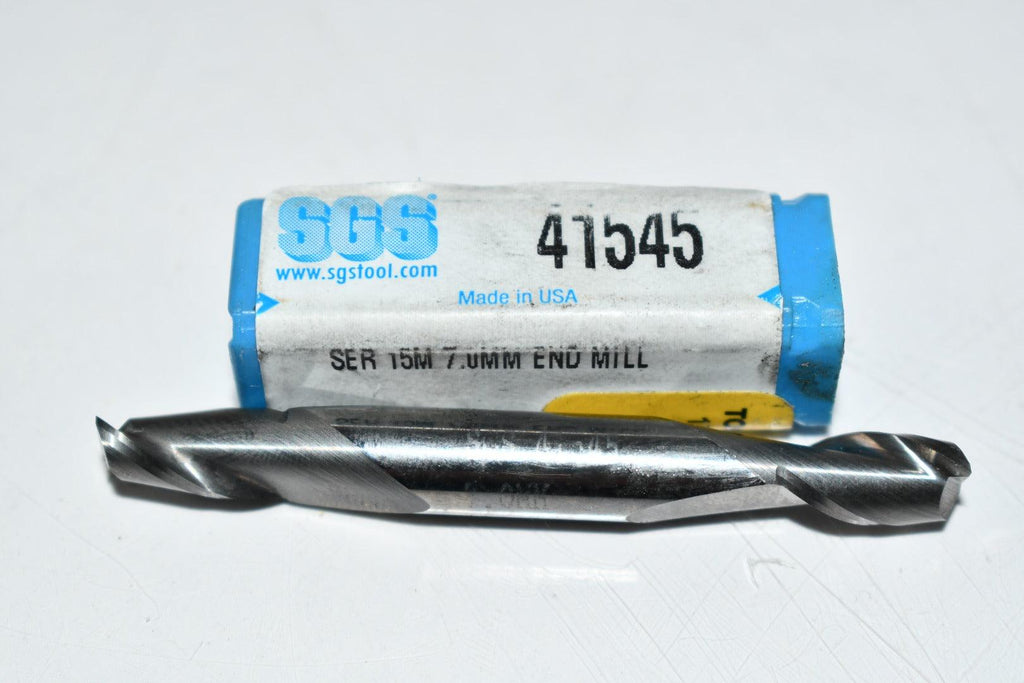 SGS
41545
www.sgstool.com
Made in USA
SER 15M 7.0MM END MILL